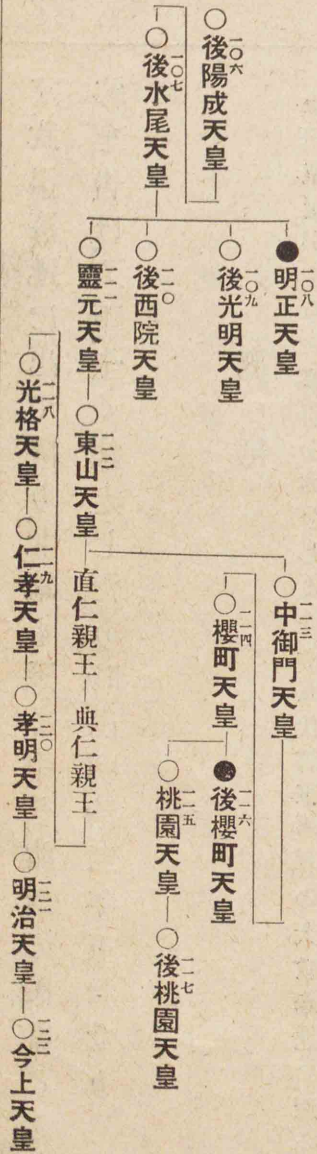 ○後陽成天皇 一〇六
○後水尾天皇 一〇七
●明正天皇 一〇八
○後光明天皇 一〇九
○後西院天皇 一一〇
○靈元天皇 一一一 ○東山天皇 一一二 直仁親王 典仁親王
○中御門天皇 一一三
○櫻町天皇 一一四 ●後櫻町天皇 一一六
○桃園天皇 一一五 ○後桃園天皇 一一七
○光格天皇 一一八 ○仁孝天皇 一一九 ○孝明天皇 一二〇 ○明治天皇 一二一 ○今上天皇 一二二